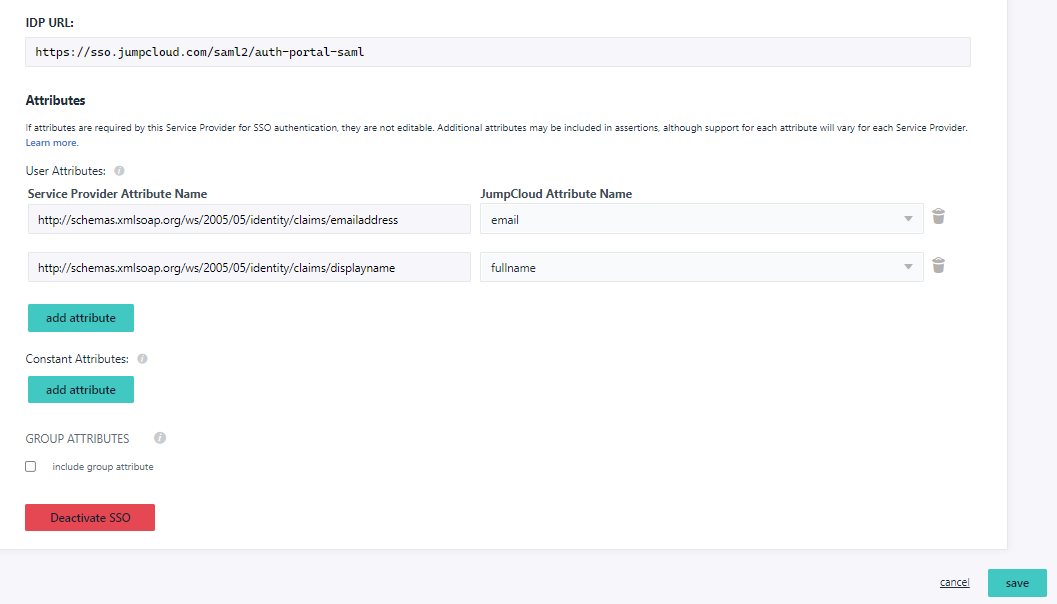 IDP URL:
https://sso.jumpcloud.com/saml2/auth-portal-saml
Attributes
If attributes are required by this Service Provider for SSO authentication, they are not editable. Additional attributes may be included in assertions, although support for each attribute will vary for each Service Provider.
Learn more.
User Attributes: i
Service Provider Attribute Name JumpCloud Attribute Name
http://schemas.xmlsoap.org/ws/2005/05/identity/claims/emailaddress email
http://schemas.xmlsoap.org/ws/2005/05/identity/claims/displayname fullname
add attribute
Constant Attributes: i
add attribute
GROUP ATTRIBUTES i
include group attribute
Deactivate SSO
cancel save